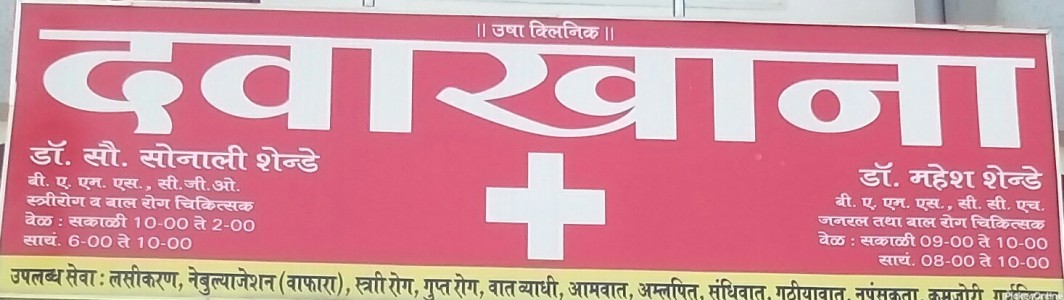 || उषा क्लिनिक ||
दवाखाना
डॉ. सौ. सोनाली शेन्डे
बी. ए. एम. एस., सी.जी.ओ.
स्त्रीरोग व बाल रोग चिकित्सक
वेळ : सकाळी 10-00 ते 2-00
सायं. 6-00 ते 10-00
डॉ. महेश शेन्डे
बी. ए. एम. एस., सी. सी. एच.
जनरल तथा बाल रोग चिकित्सक
वेळ : सकाळी 09-00 ते 10-00
सायं. 08-00 ते 10-00
उपलब्ध सेवा : लसीकरण, नेबुल्याजेशन (वाफारा), स्त्राी रोग, गुप्त रोग, वात व्याधी, आमवात, अम्लपित, संधिवात, गठीयावात, नपुंसकता, कमजोरी,